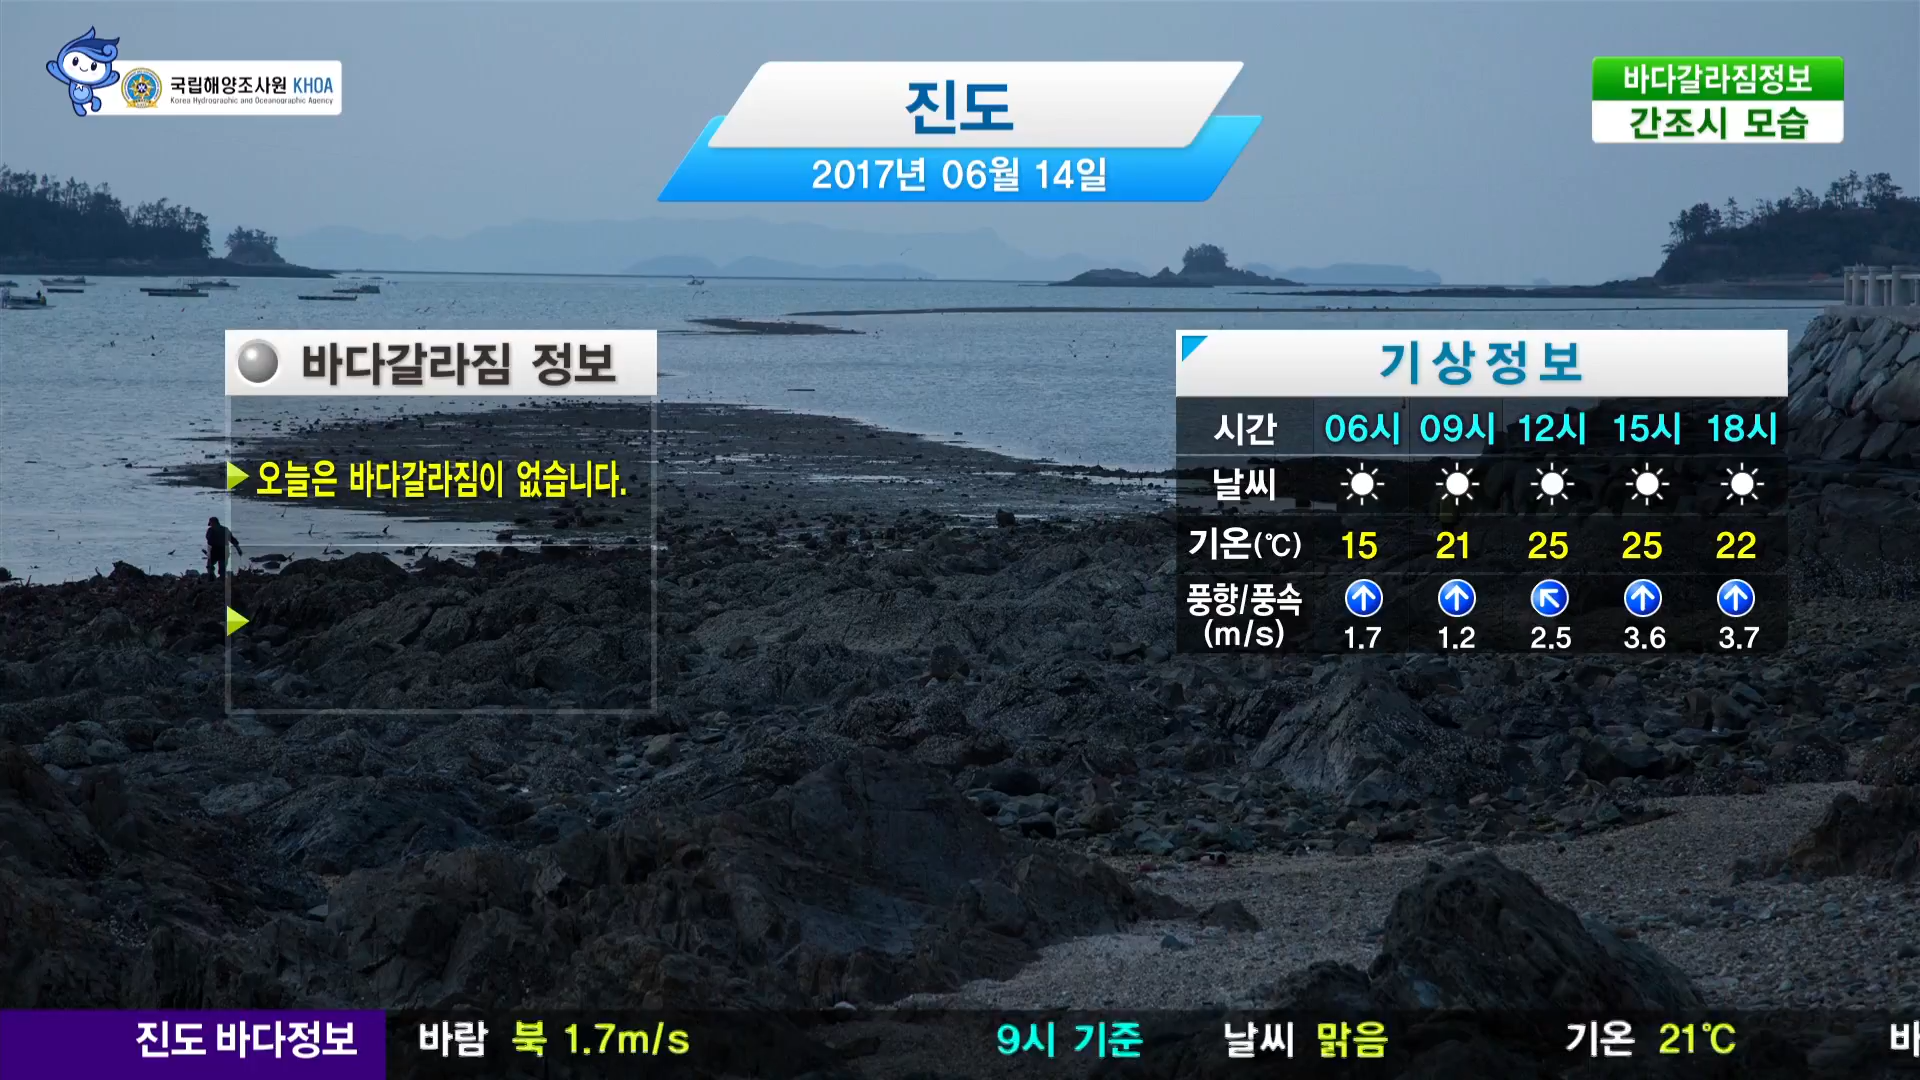 국립해양조사원 KHOA
Korea Hydrographic and Oceanographic Agency
진도
2017년 06월 14일
바다갈라짐정보
간조시 모습
바다갈라짐 정보
오늘은 바다갈라짐이 없습니다.
기상정보
시간 06시 09시 12시 15시 18시
날씨
기온(℃) 15 21 25 25 22
풍향/풍속
(m/s) 1.7 1.2 2.5 3.6 3.7
진도 바다정보 바람 북 1.7m/s 9시 기준 날씨 맑음 기온 21℃ 바